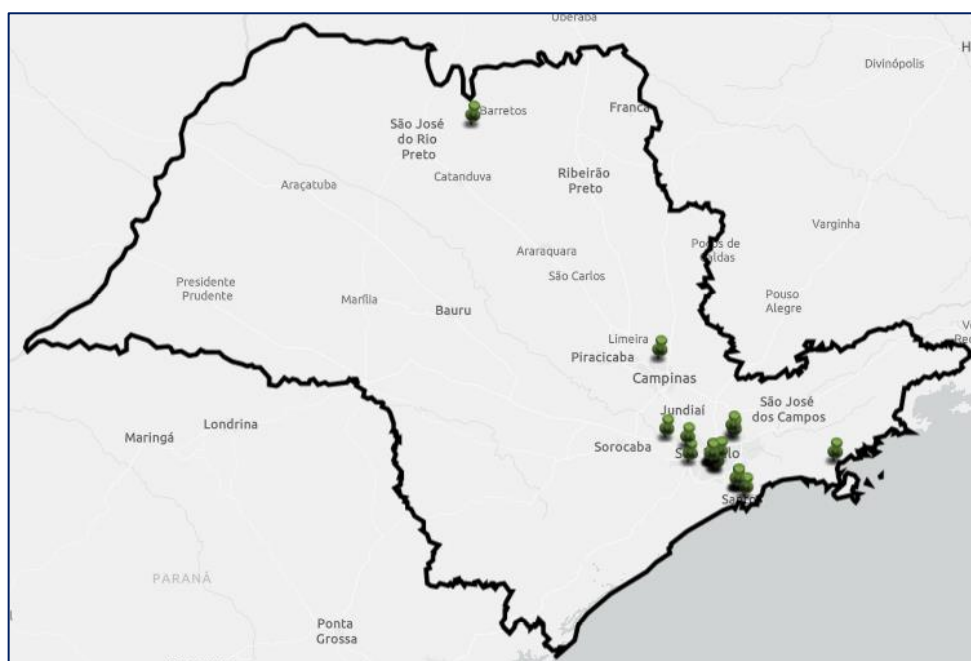 Uberaba
Divinópolis
Barretos
Franca
São José
do Rio
Preto
Catanduva
Ribeirão
Preto
Araçatuba
Varginha
Araraquara
São Carlos
Presidente
Prudente
Marília
Bauru
Pouso
Alegre
Limeira
Piracicaba
Campinas
São José
dos Campos
Jundiaí
Maringá
Londrina
Sorocaba
PARANÁ
Ponta
Grossa